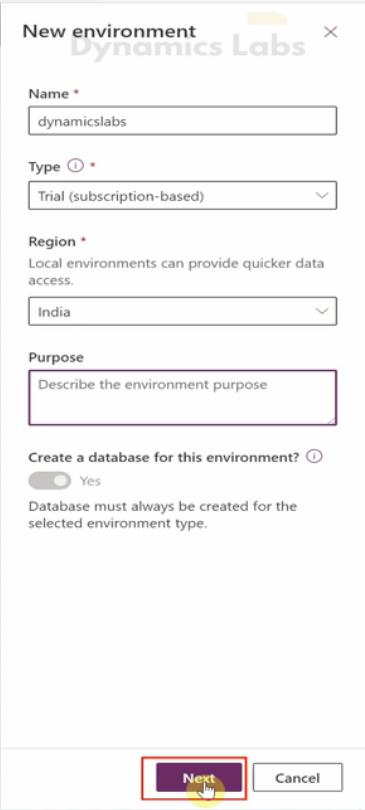 New environment
Dynamics Labs
Name *
dynamicslabs
Type *
Trial (subscription-based)
Region *
Local environments can provide quicker data
access.
India
Purpose
Describe the environment purpose
Create a database for this environment?
Yes
Database must always be created for the
selected environment type.
Next
Cancel